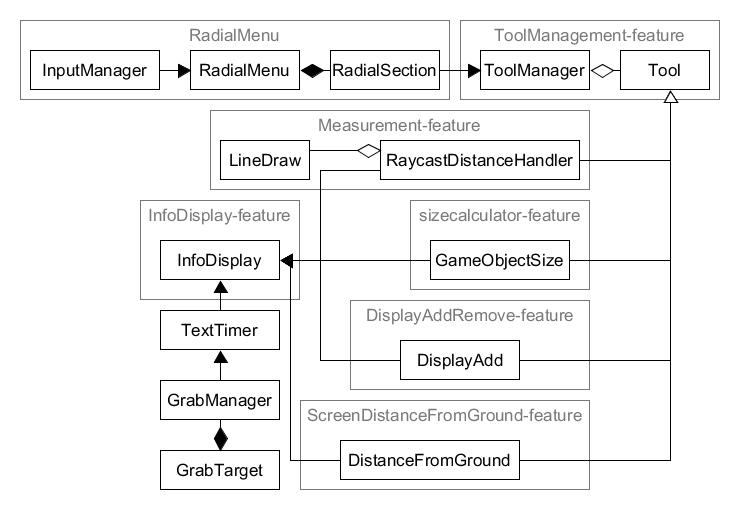 RadialMenu
ToolManagement-feature
InputManager
RadialMenu
RadialSection
ToolManager
Tool
Measurement-feature
LineDraw
RaycastDistanceHandler
InfoDisplay-feature
sizecalculator-feature
InfoDisplay
GameObjectSize
DisplayAddRemove-feature
TextTimer
DisplayAdd
GrabManager
ScreenDistanceFromGround-feature
DistanceFromGround
GrabTarget